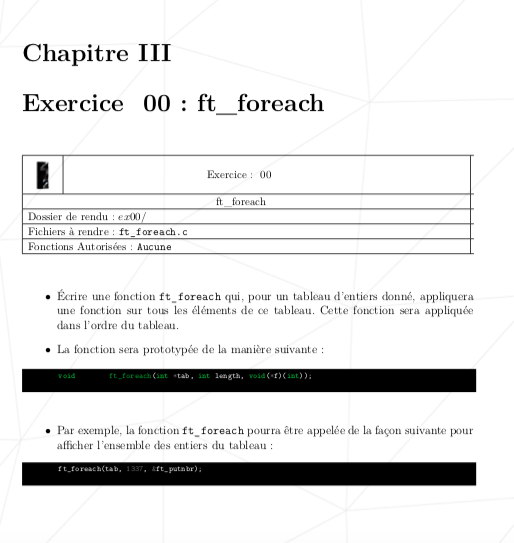 Chapitre III
Exercice 00 : ft_foreach
Exercice : 00
ft_foreach
Dossier de rendu : ex00/
Fichiers à rendre : ft_foreach.c
Fonctions Autorisées : Aucune
• Écrire une fonction ft_foreach qui, pour un tableau d'entiers donné, appliquera
une fonction sur tous les éléments de ce tableau. Cette fonction sera appliquée
dans l'ordre du tableau.
• La fonction sera prototypée de la manière suivante :
void ft_foreach(int *tab, int length, void(*f)(int));
• Par exemple, la fonction ft_foreach pourra être appelée de la façon suivante pour
afficher l'ensemble des entiers du tableau :
ft_foreach(tab, 1337, &ft_putnbr);